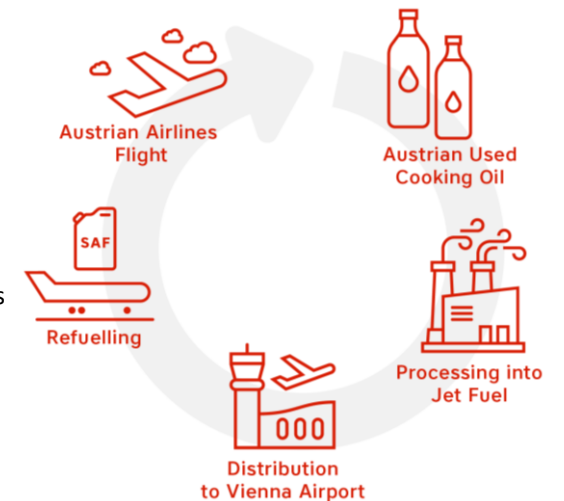 Austrian Used
Cooking Oil
Processing into
Jet Fuel
Distribution
to Vienna Airport
SAF
Refuelling
Austrian Airlines
Flight
s